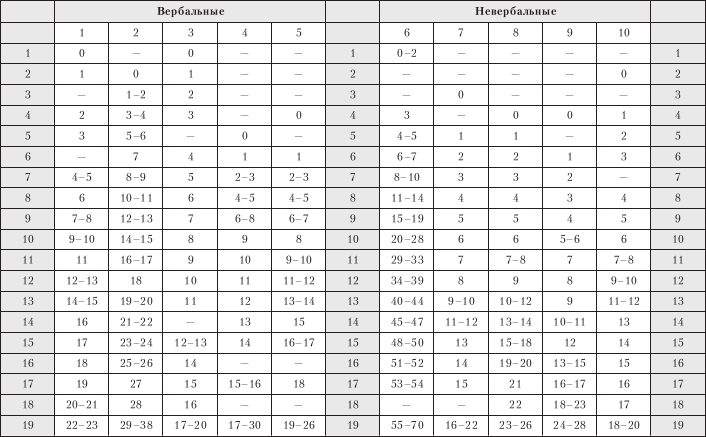 Вербальные Невербальные
1 2 3 4 5 6 7 8 9 10
1 0 — 0 — — 1 0–2 — — — — 1
2 1 0 1 — — 2 — — — — 0 2
3 — 1–2 2 — — 3 — 0 — — — 3
4 2 3–4 3 — 0 4 3 — 0 0 1 4
5 3 5–6 — 0 — 5 4–5 1 1 — 2 5
6 — 7 4 1 1 6 6–7 2 2 1 3 6
7 4–5 8–9 5 2–3 2–3 7 8–10 3 3 2 — 7
8 6 10–11 6 4–5 4–5 8 11–14 4 4 3 4 8
9 7–8 12–13 7 6–8 6–7 9 15–19 5 5 4 5 9
10 9–10 14–15 8 9 8 10 20–28 6 6 5–6 6 10
11 11 16–17 9 10 9–10 11 29–33 7 7–8 7 7–8 11
12 12–13 18 10 11 11–12 12 34–39 8 9 8 9–10 12
13 14–15 19–20 11 12 13–14 13 40–44 9–10 10–12 9 11–12 13
14 16 21–22 — 13 15 14 45–47 11–12 13–14 10–11 13 14
15 17 23–24 12–13 14 16–17 15 48–50 13 15–18 12 14 15
16 18 25–26 14 — — 16 51–52 14 19–20 13–15 15 16
17 19 27 15 15–16 18 17 53–54 15 21 16–17 16 17
18 20–21 28 16 — — 18 — — 22 18–23 17 18
19 22–23 29–38 17–20 17–30 19–26 19 55–70 16–22 23–26 24–28 18–20 19